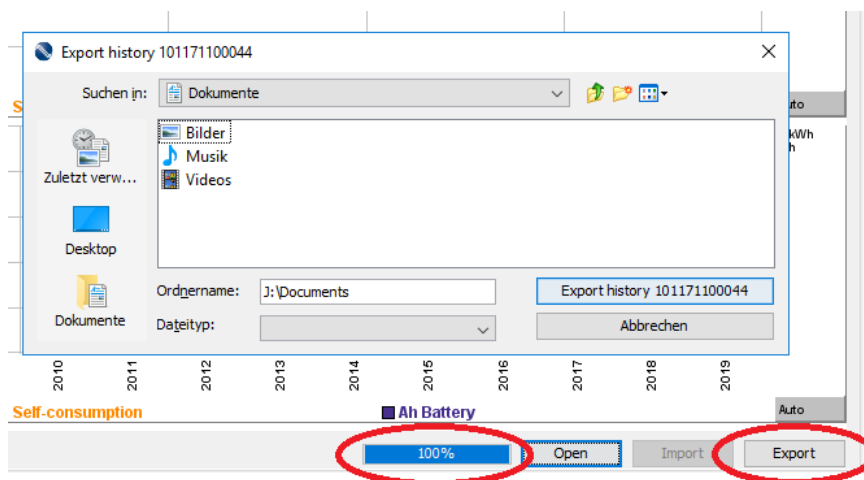 Export history 101171100044
Suchen in:
Dokumente
S
uto
Bilder
kWh
h
Musik
Zuletzt verw...
Videos
Desktop
Ordnername:
J:\Documents
Export history 101171100044
Dokumente
Dateityp:
Abbrechen
2010 2011 2012 2013 2014 2015 2016 2017 2018 2019
Self-consumption
Ah Battery
Auto
100%
Open
Import
Export